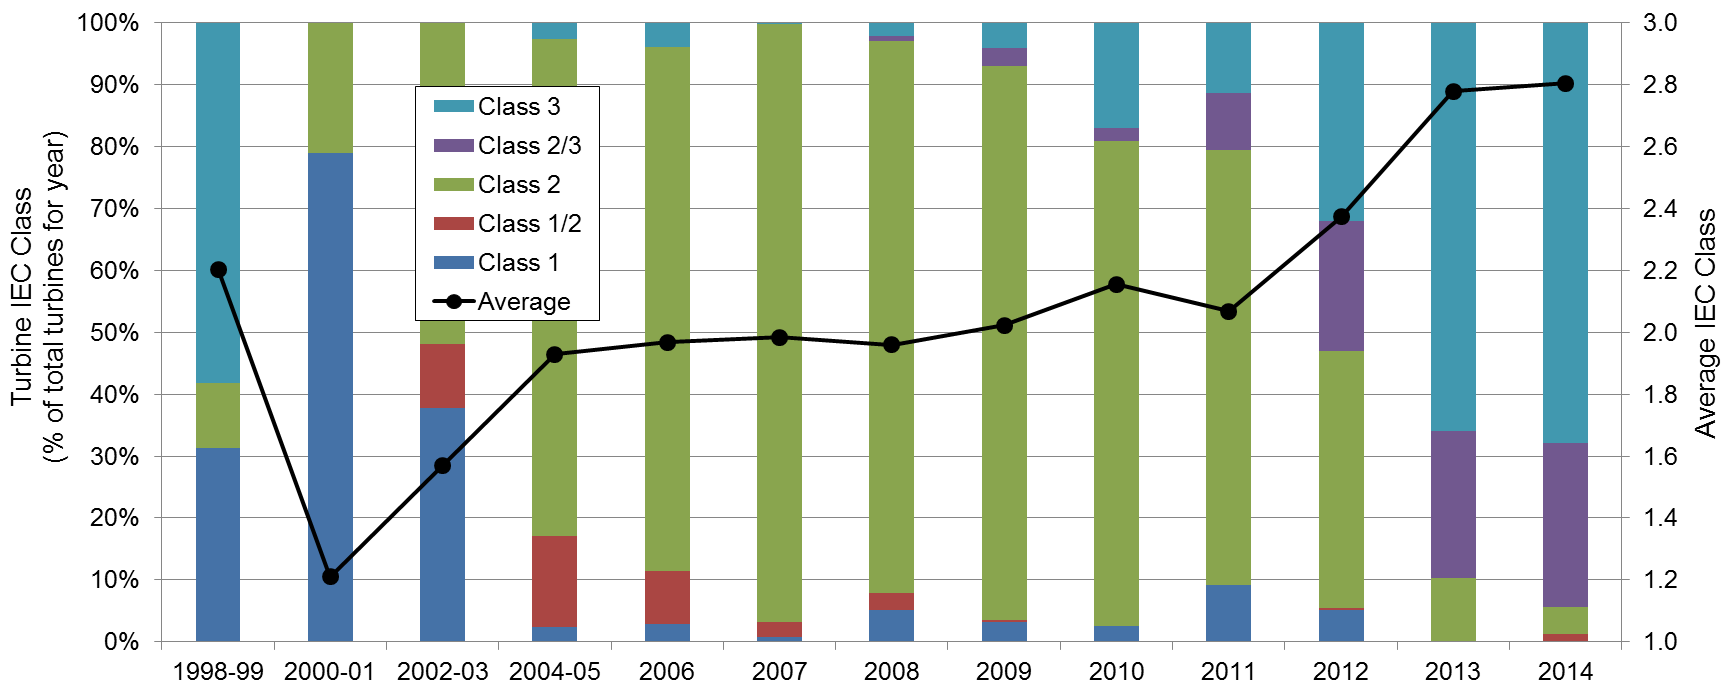 Turbine IEC Class
(% of total turbines for year)
100%
90%
80%
70%
60%
50%
40%
30%
20%
10%
0%
Class 3
Class 2/3
Class 2
Class 1/2
Class 1
Average
3.0
2.8
2.6
2.4
2.2
2.0
1.8
1.6
1.4
1.2
1.0
Average IEC Class
1998-99 2000-01 2002-03 2004-05 2006 2007 2008 2009 2010 2011 2012 2013 2014